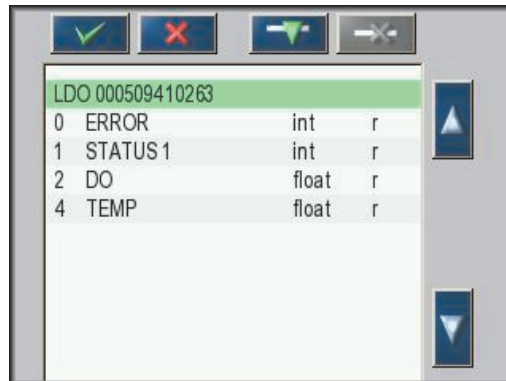 LDO 000509410263
0 ERROR int r
1 STATUS 1 int r
2 DO float r
4 TEMP float r